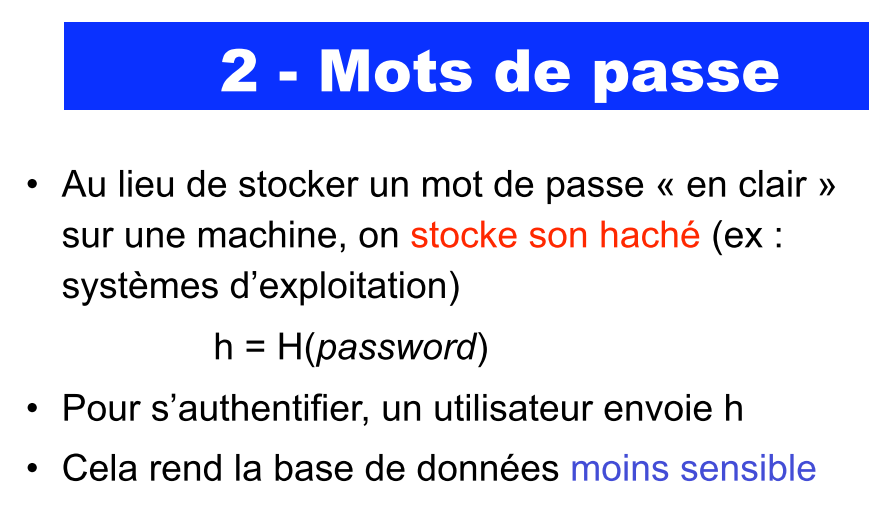 2 - Mots de passe
• Au lieu de stocker un mot de passe « en clair »
sur une machine, on stocke son haché (ex :
systèmes d’exploitation)
h = H(password)
• Pour s’authentifier, un utilisateur envoie h
• Cela rend la base de données moins sensible